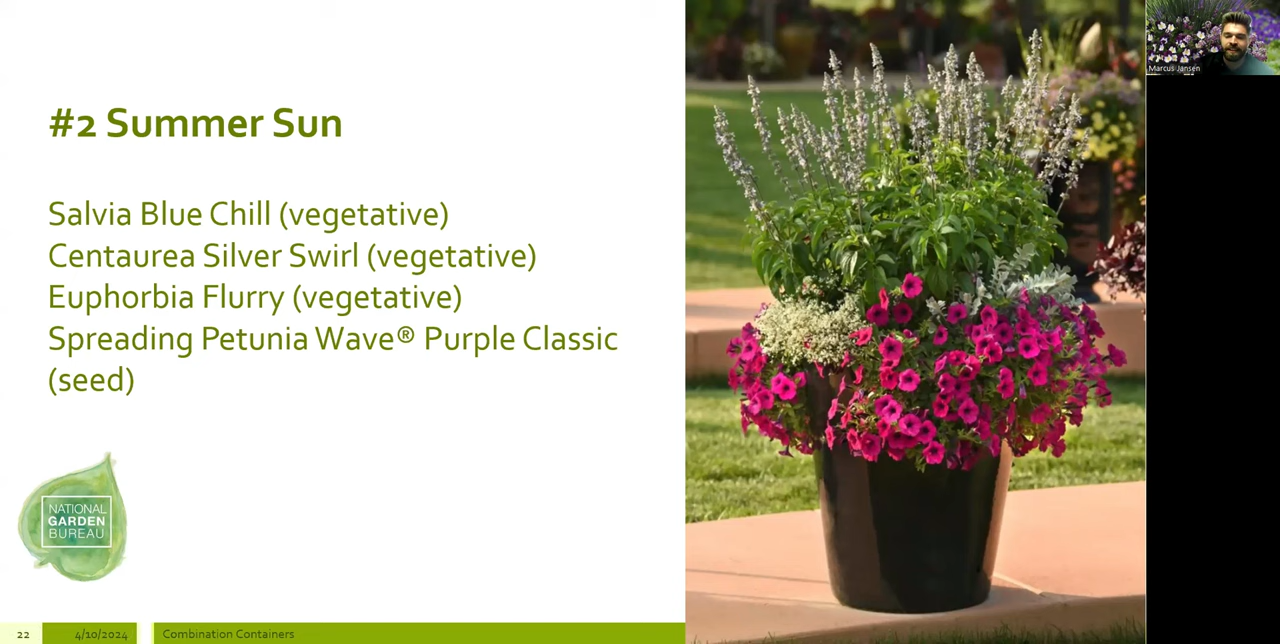 #2 Summer Sun
Salvia Blue Chill (vegetative)
Centaurea Silver Swirl (vegetative)
Euphorbia Flurry (vegetative)
Spreading Petunia Wave® Purple Classic
(seed)
NATIONAL
GARDEN
BUREAU
22
4/10/2024
Combination Containers
Marcus Jansen